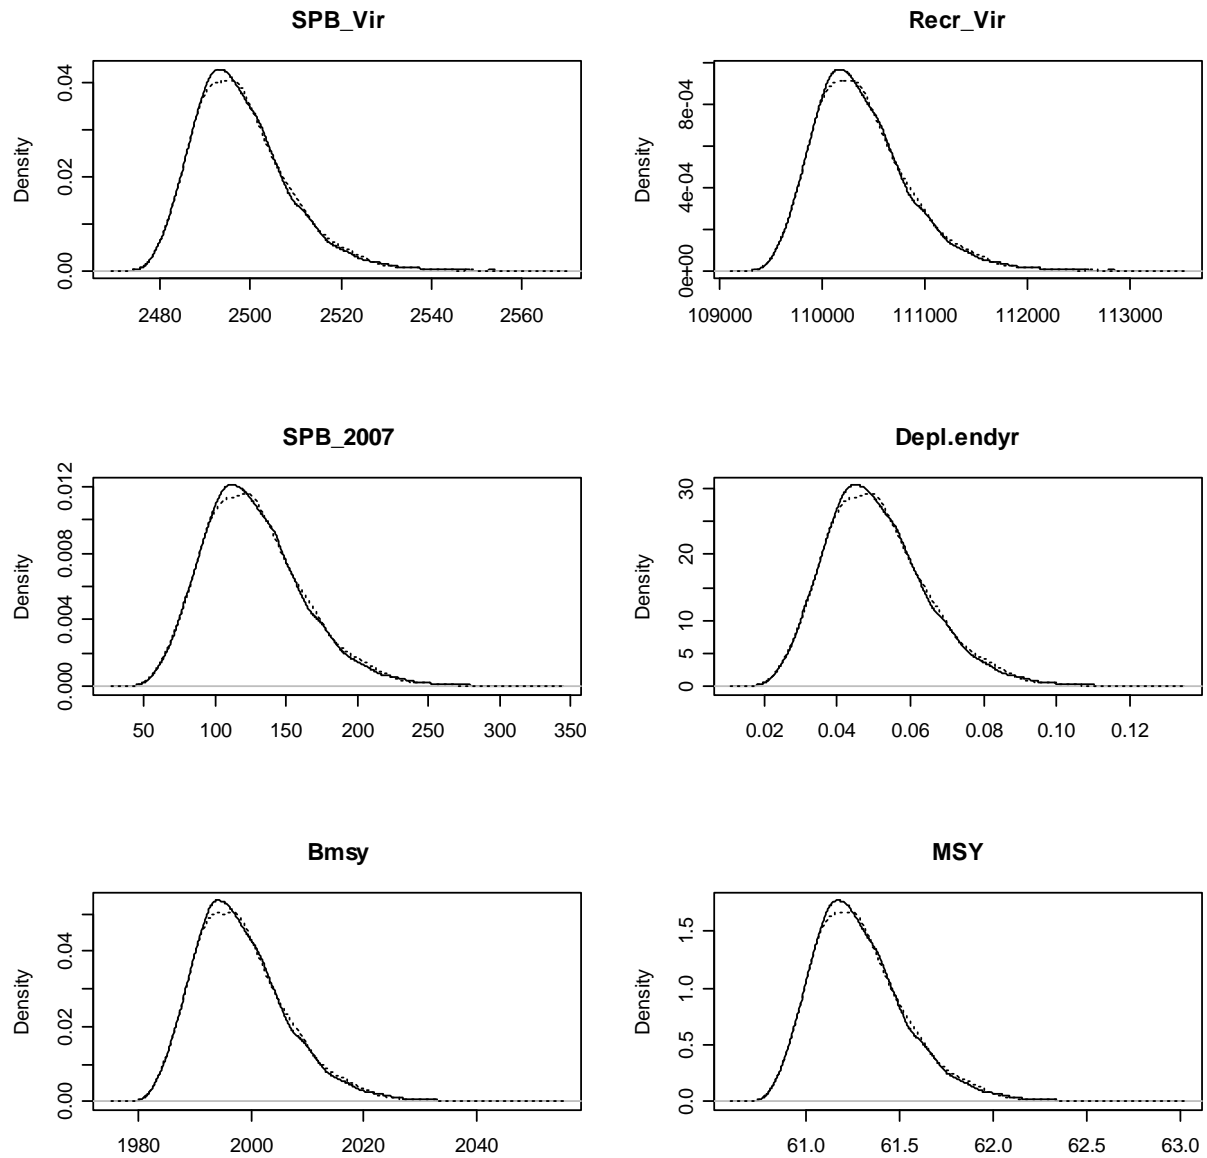 SPB_Vir
Density
0.00 0.02 0.04
2480 2500 2520 2540 2560
Recr_Vir
Density
0e+00 4e-04 8e-04
109000 110000 111000 112000 113000
SPB_2007
Density
0.000 0.004 0.008 0.012
50 100 150 200 250 300 350
Depl.endyr
Density
0 5 10 20 30
0.02 0.04 0.06 0.08 0.10 0.12
Bmsy
Density
0.00 0.02 0.04
1980 2000 2020 2040
MSY
Density
0.0 0.5 1.0 1.5
61.0 61.5 62.0 62.5 63.0